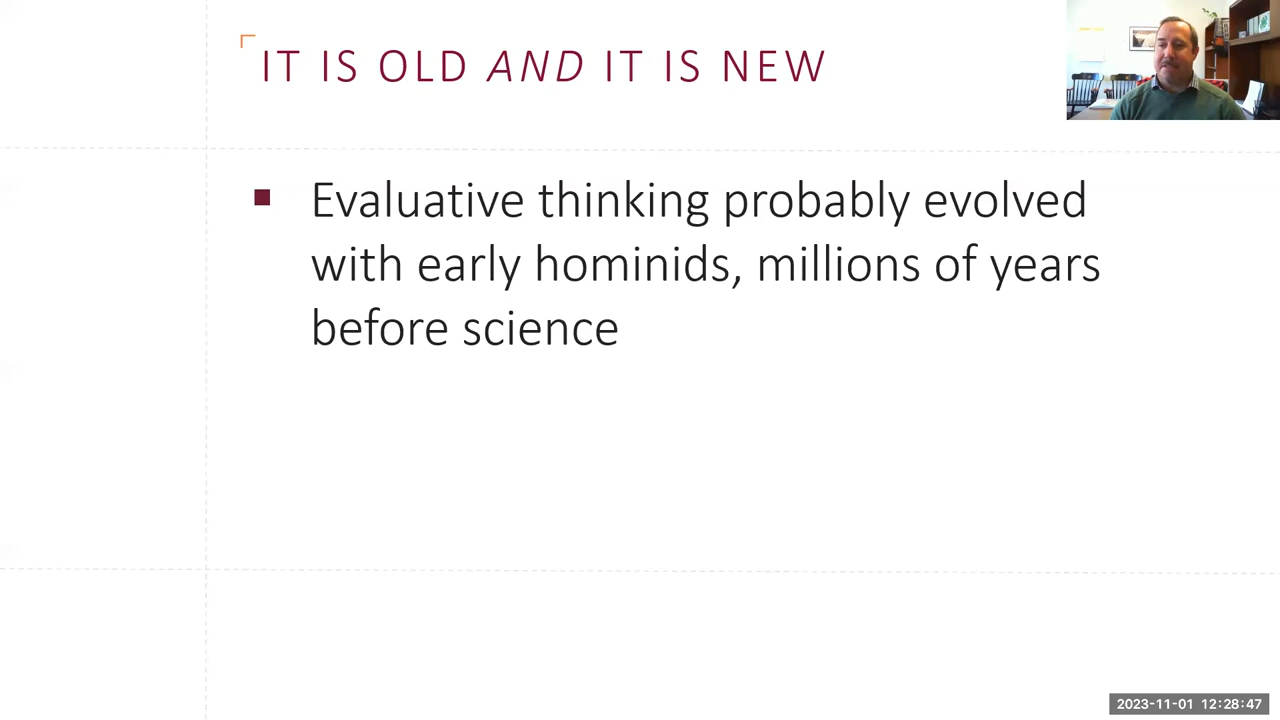 IT IS OLD AND IT IS NEW
Evaluative thinking probably evolved
with early hominids, millions of years
before science
2023-11-01 12:28:47